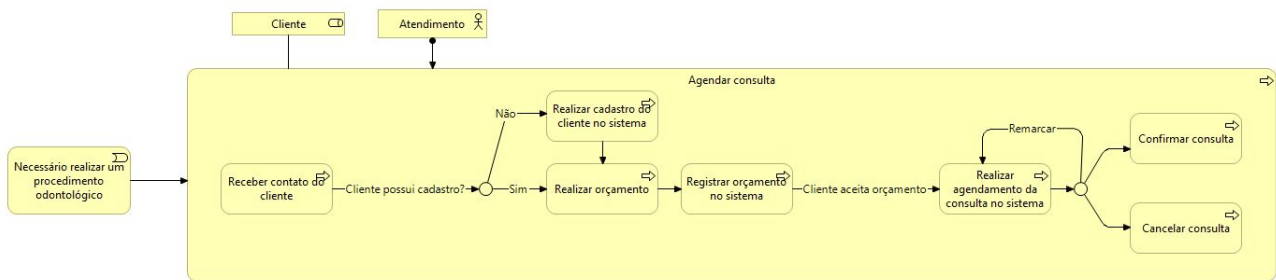 Cliente
Atendimento
Agendar consulta
Necessário realizar um
procedimento
odontológico
Receber contato do
cliente
Cliente possui cadastro?
Não
Sim
Realizar cadastro do
cliente no sistema
Realizar orçamento
Registrar orçamento
no sistema
Cliente aceita orçamento
Realizar
agendamento da
consulta no sistema
Remarcar
Confirmar consulta
Cancelar consulta